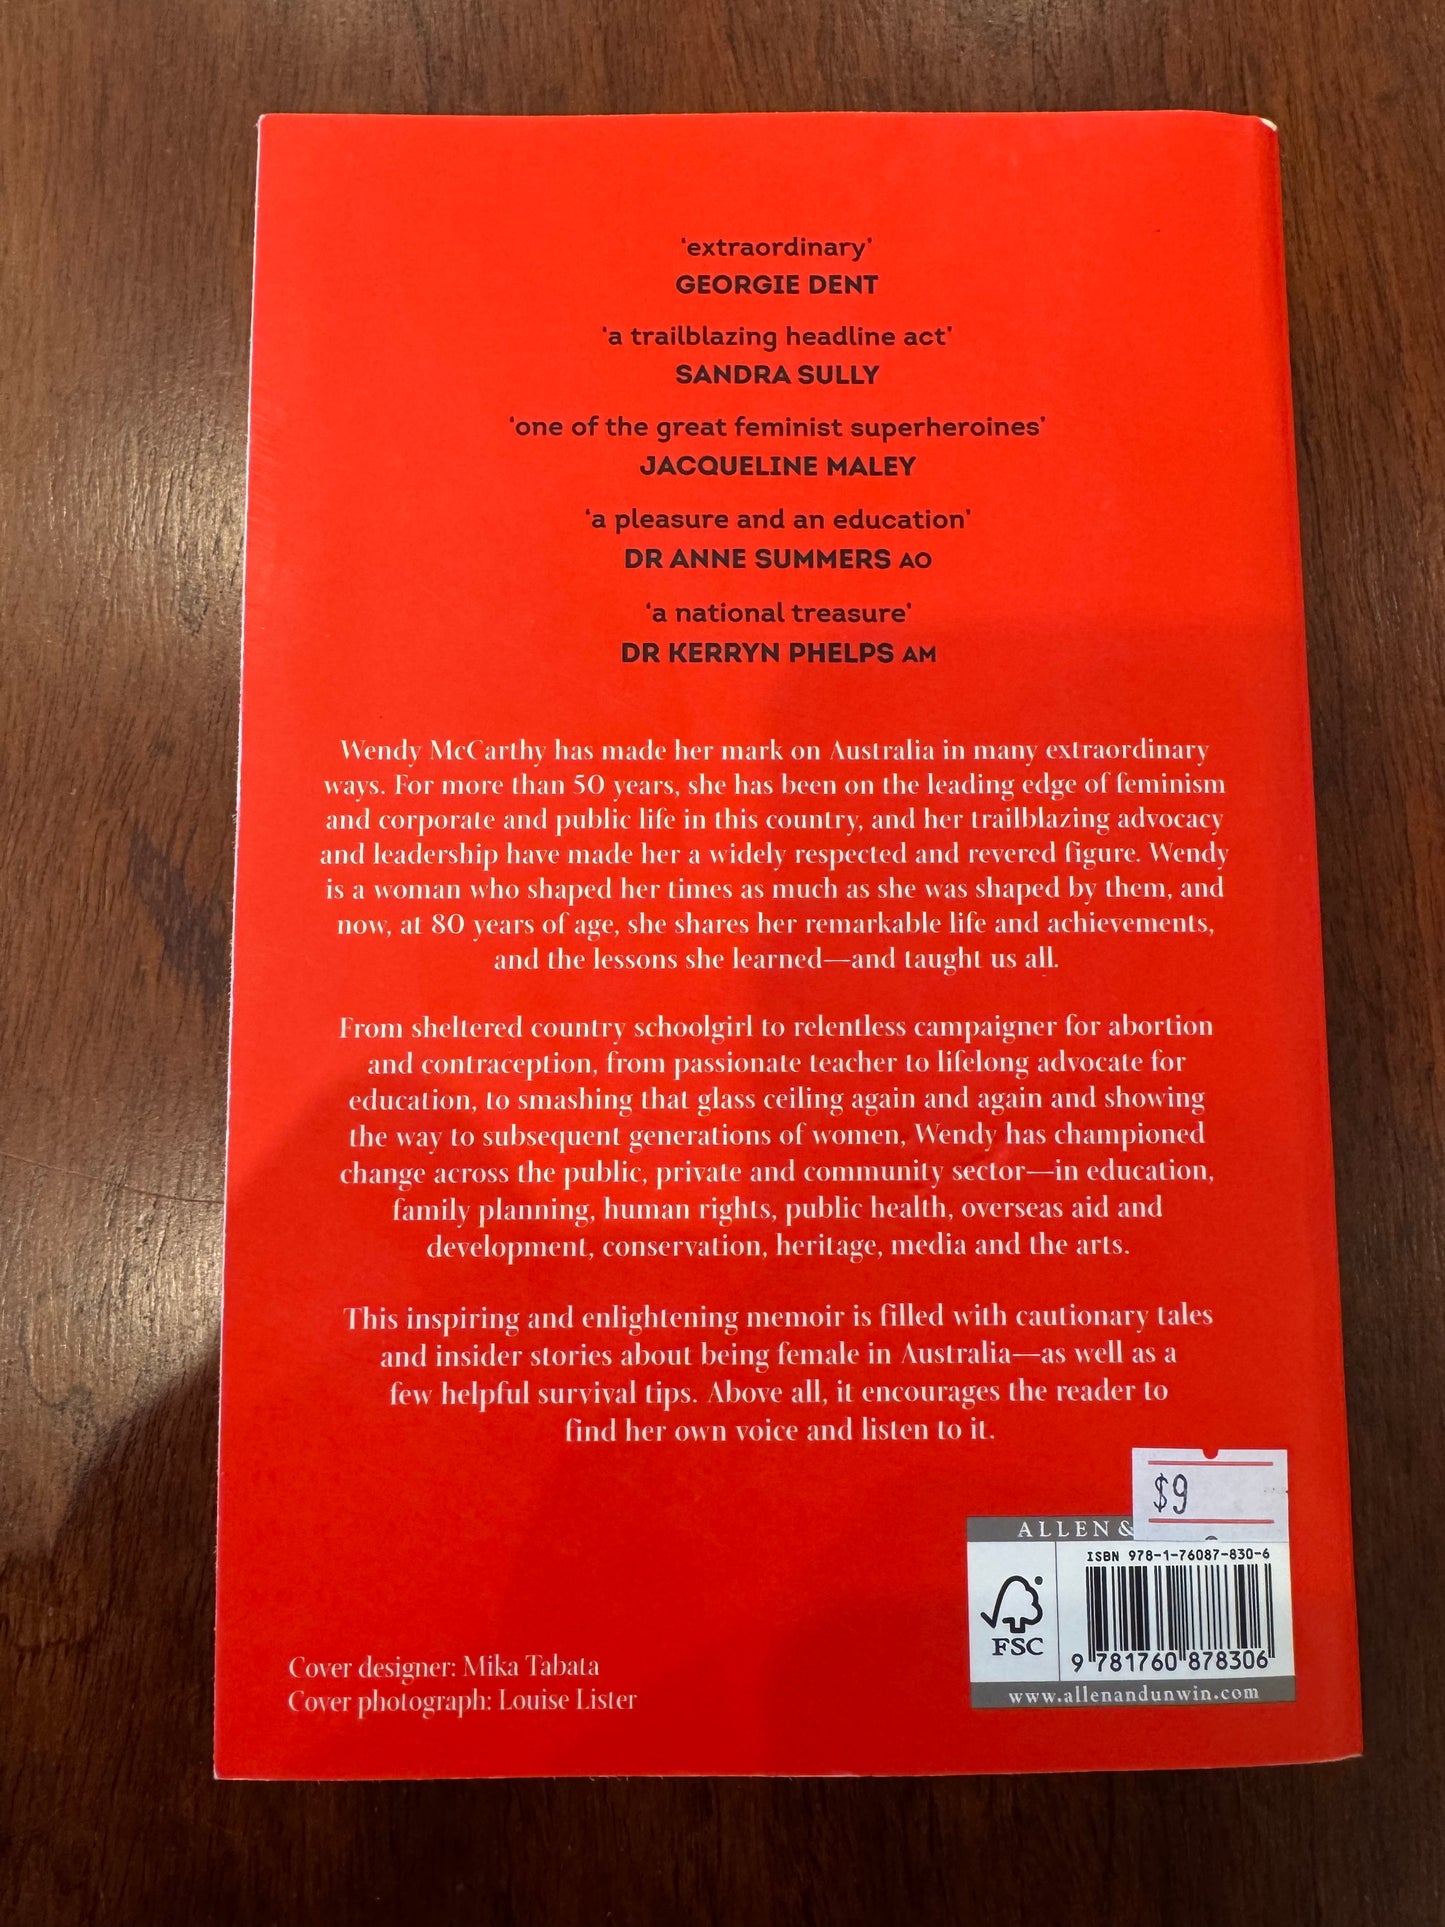 ‘extraordinary’
GEORGIE DENT
‘a trailblazing headline act’
SANDRA SULLY
‘one of the great feminist superheroines’
JACQUELINE MALEY
‘a pleasure and an education’
DR ANNE SUMMERS AO
‘a national treasure’
DR KERRYN PHELPS AM
Wendy McCarthy has made her mark on Australia in many extraordinary
ways. For more than 50 years, she has been on the leading edge of feminism
and corporate and public life in this country, and her trailblazing advocacy
and leadership have made her a widely respected and revered figure. Wendy
is a woman who shaped her times as much as she was shaped by them, and
now, at 80 years of age, she shares her remarkable life and achievements,
and the lessons she learned—and taught us all.
From sheltered country schoolgirl to relentless campaigner for abortion
and contraception, from passionate teacher to lifelong advocate for
education, to smashing that glass ceiling again and again and showing
the way to subsequent generations of women, Wendy has championed
change across the public, private and community sector—in education,
family planning, human rights, public health, overseas aid and
development, conservation, heritage, media and the arts.
This inspiring and enlightening memoir is filled with cautionary tales
and insider stories about being female in Australia—as well as a
few helpful survival tips. Above all, it encourages the reader to
find her own voice and listen to it.
$9
ALLEN &
ISBN 978-1-76087-830-6
FSC
9 781760 878306
www.allenandunwin.com
Cover designer: Mika Tabata
Cover photograph: Louise Lister